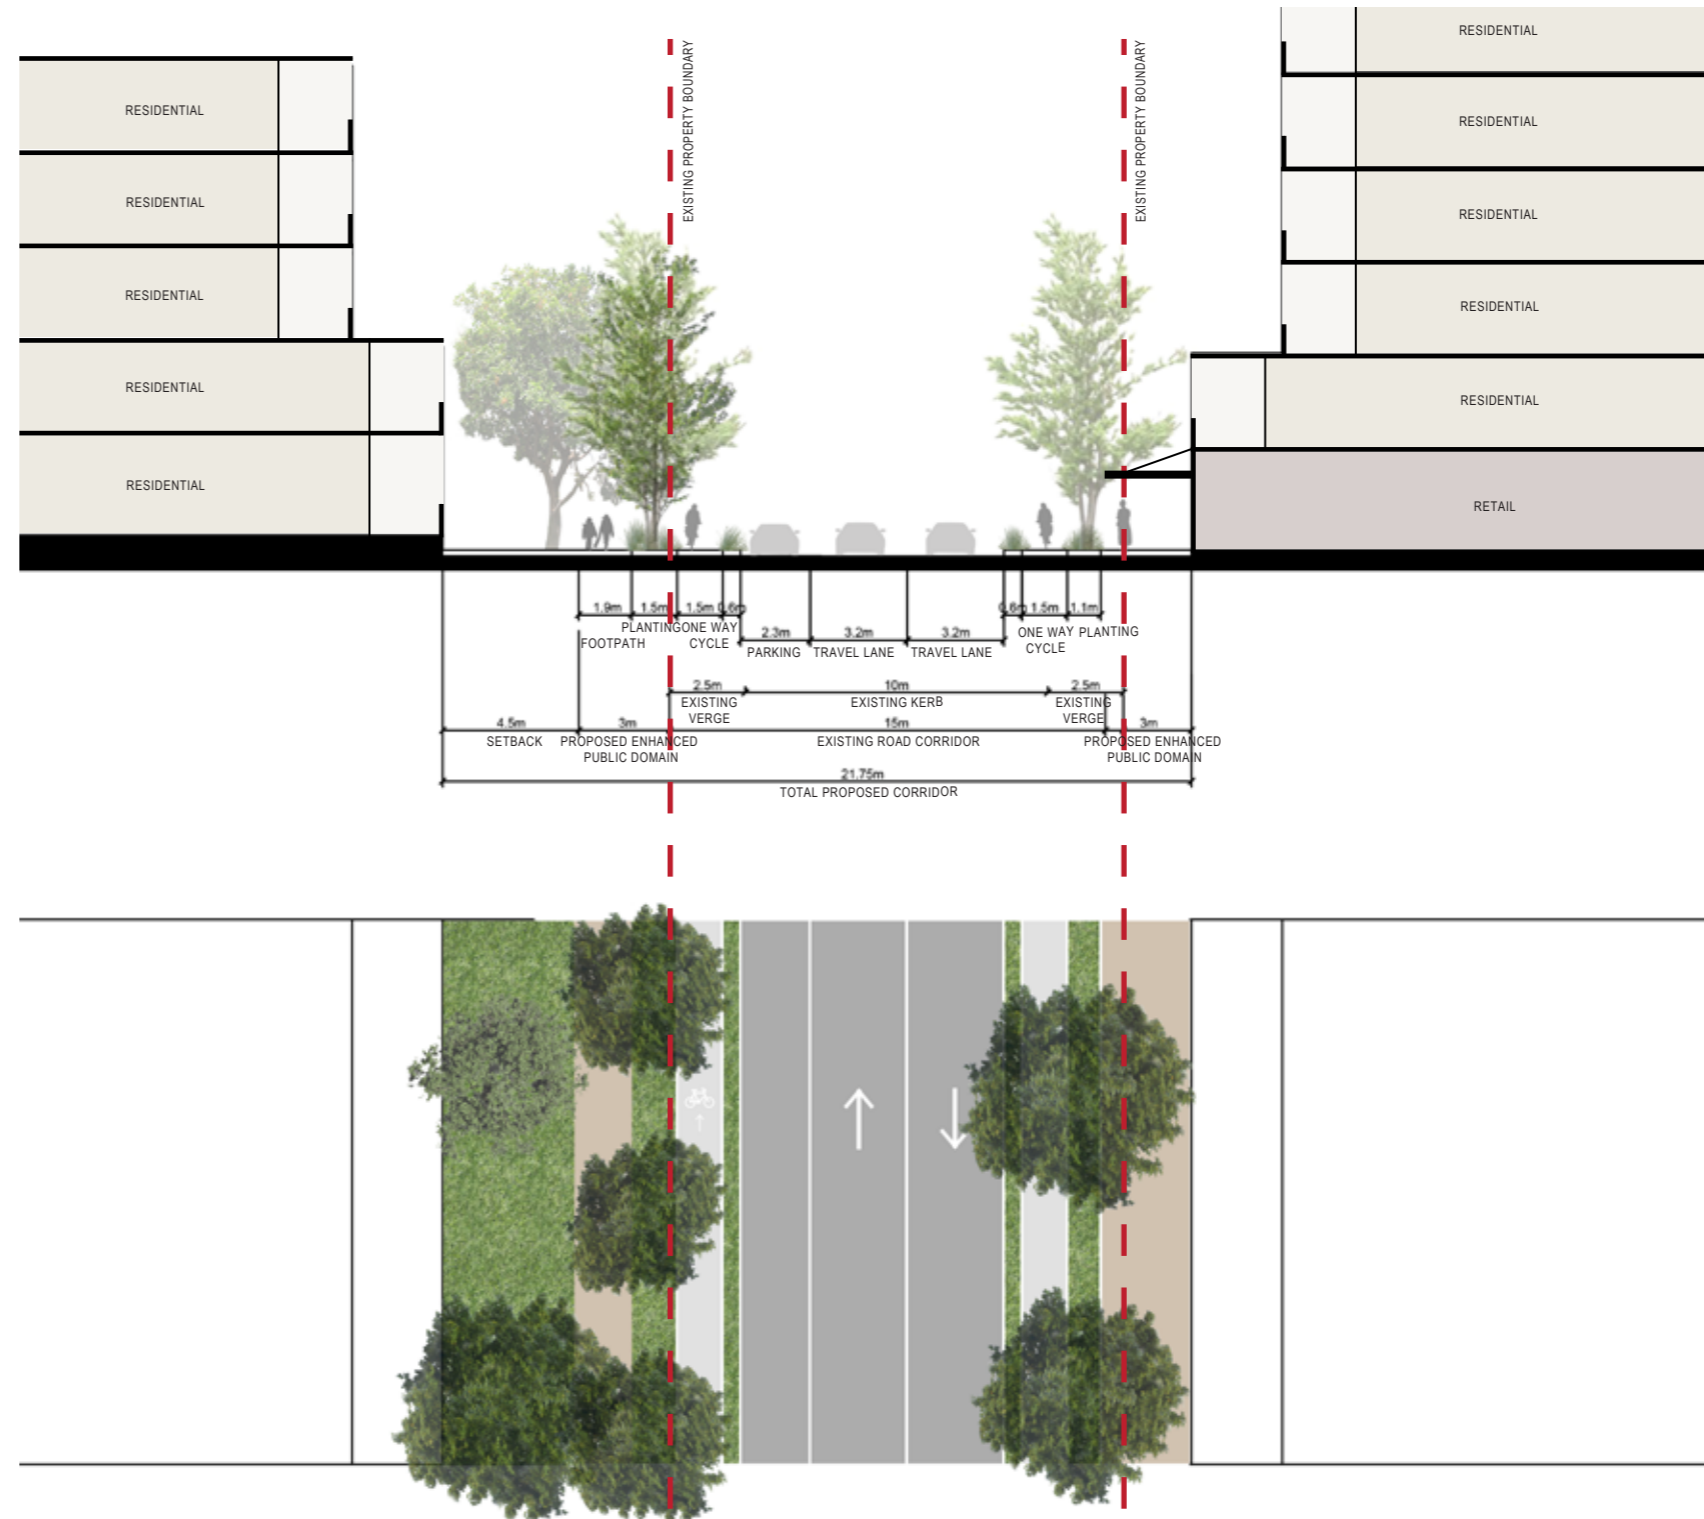 RESIDENTIAL
RESIDENTIAL
RESIDENTIAL
RESIDENTIAL
RESIDENTIAL
EXISTING PROPERTY BOUNDARY
EXISTING PROPERTY BOUNDARY
RESIDENTIAL
RESIDENTIAL
RESIDENTIAL
RESIDENTIAL
RESIDENTIAL
RETAIL
1.9m 1.5m 1.5m 0.6m 0.6m 1.5m 1.1m
PLANTING ONE WAY ONE WAY PLANTING
FOOTPATH CYCLE CYCLE
2.3m 3.2m 3.2m
PARKING TRAVEL LANE TRAVEL LANE
2.5m 10m 2.5m
EXISTING EXISTING KERB EXISTING
VERGE VERGE
4.5m 3m 15m 3m
SETBACK PROPOSED ENHANCED EXISTING ROAD CORRIDOR PROPOSED ENHANCED
PUBLIC DOMAIN PUBLIC DOMAIN
21.75m
TOTAL PROPOSED CORRIDOR